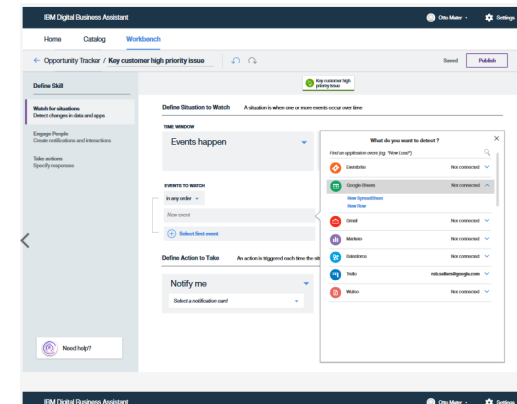 IBM Digital Business Assistant
Otto Mater
Settings
Home Catalog Workbench
Opportunity Tracker / Key customer high priority issue
Saved
Publish
Define Skill
Key customer high
priority issue
Watch for situations
Detect changes in data and apps
Engage People
Create notifications and interactions
Take actions
Specify responses
Define Situation to Watch A situation is when one or more events occur over time
TIME WINDOW
Events happen
EVENTS TO WATCH
in any order
New event
Select first event
Define Action to Take An action is triggered each time the sit
Notify me
Select a notification card
What do you want to detect ?
Find an application event (eg. "New Lead")
Eventbrite Not connected
Google Sheets Not connected
New SpreadSheet
New Row
Gmail Not connected
Marketo Not connected
Salesforce Not connected
Trello rob.sellers@google.com
Wufoo Not connected
Need help?
IBM Digital Business Assistant
Otto Mater
Settings